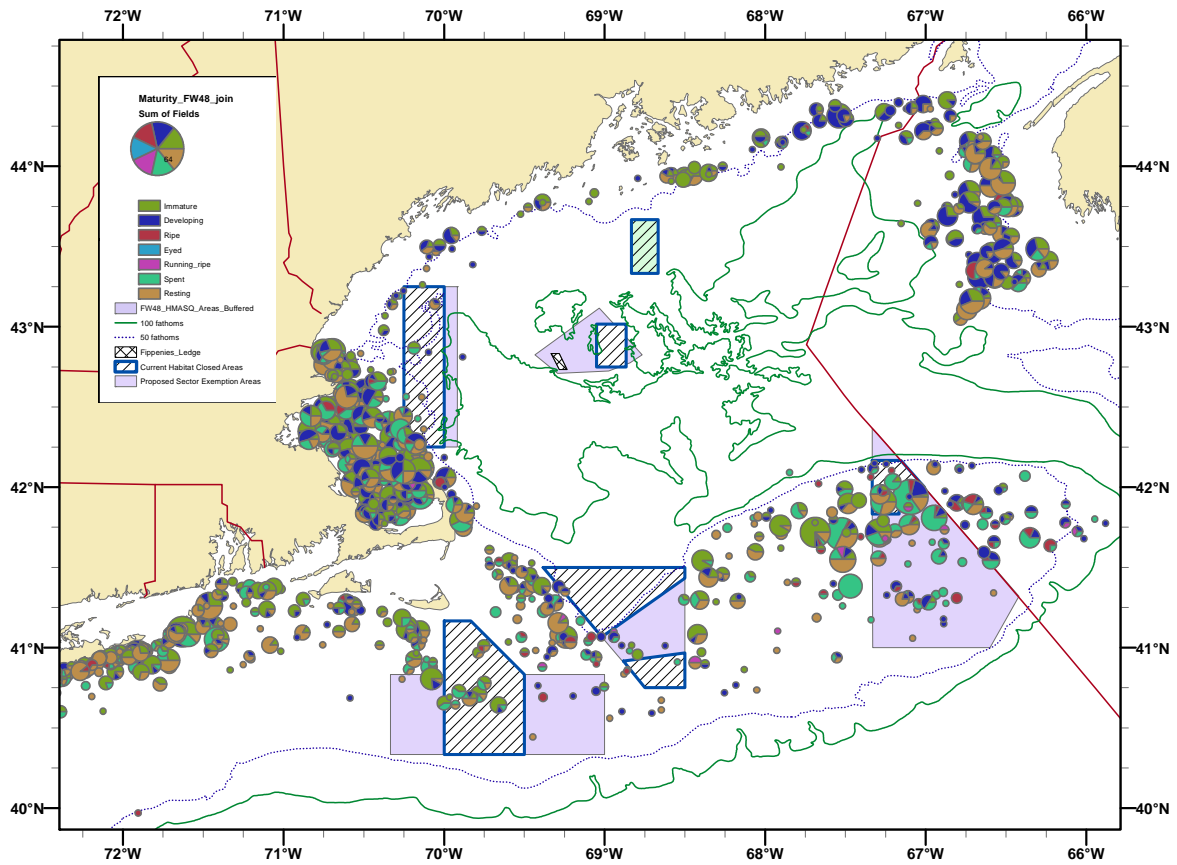 72°W 71°W 70°W 69°W 68°W 67°W 66°W
Maturity_FW48_join
Sum of Fields
64
Immature
Developing
Ripe
Eyed
Running_ripe
Spent
Resting
FW48_HMASQ_Areas_Buffered
100 fathoms
50 fathoms
Fippenies_Ledge
Current Habitat Closed Areas
Proposed Sector Exemption Areas
44°N 44°N
43°N 43°N
42°N 42°N
41°N 41°N
40°N 40°N
72°W 71°W 70°W 69°W 68°W 67°W 66°W